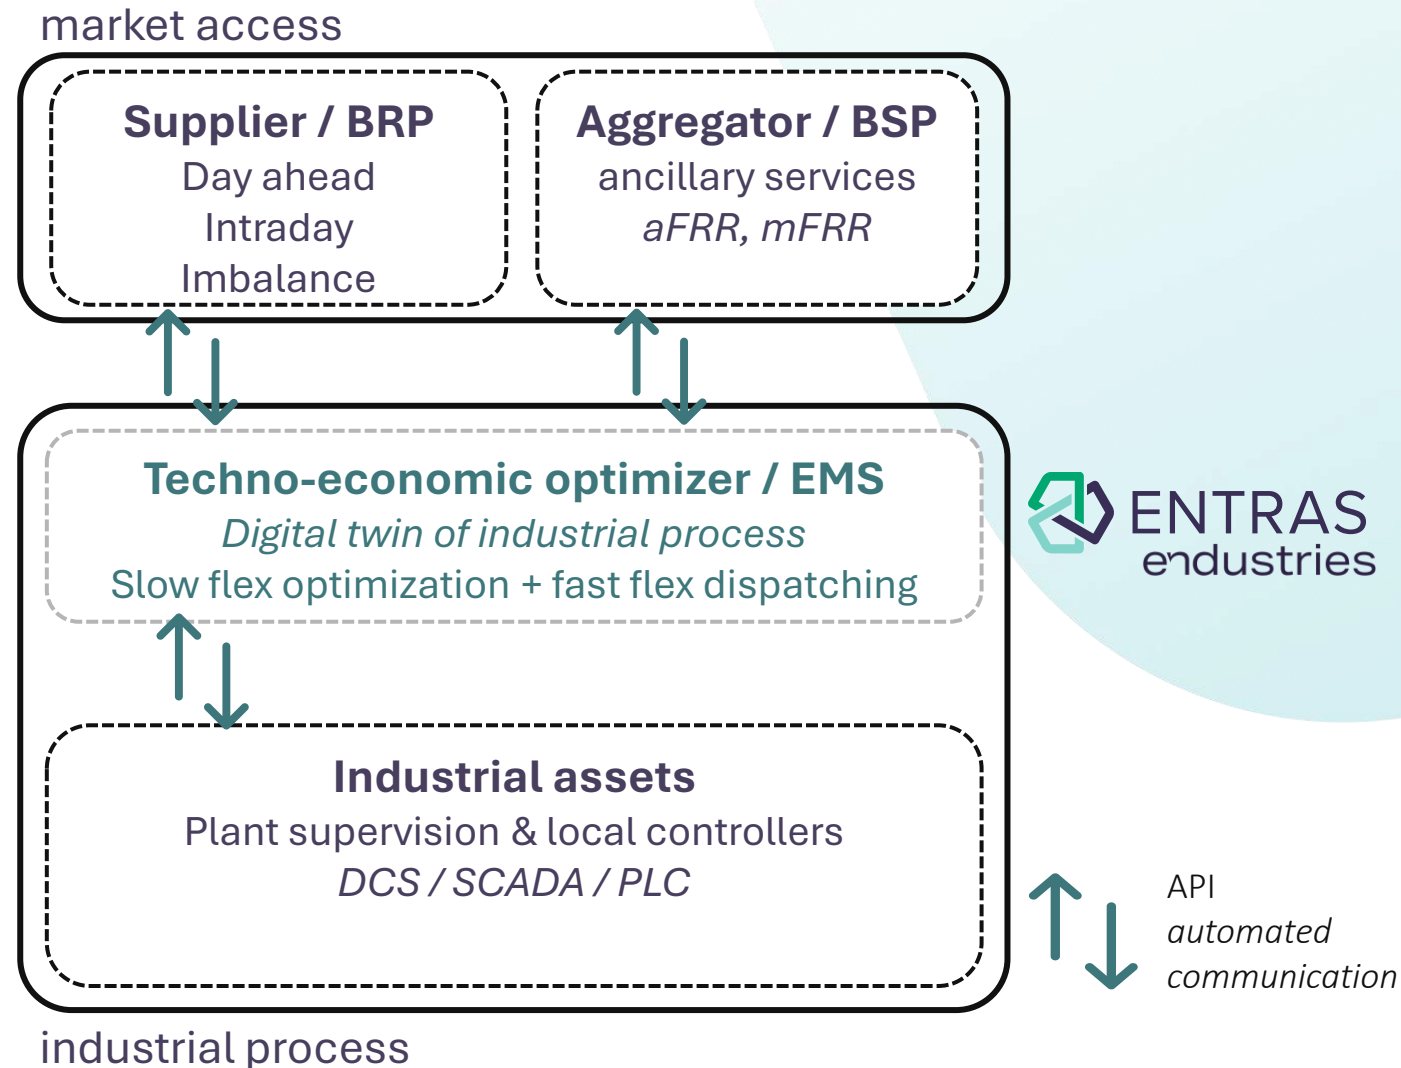 market access
Supplier / BRP
Day ahead
Intraday
Imbalance
Aggregator / BSP
ancillary services
aFRR, mFRR
Techno-economic optimizer / EMS
Digital twin of industrial process
Slow flex optimization + fast flex dispatching
ENTRAS
endustries
Industrial assets
Plant supervision & local controllers
DCS / SCADA / PLC
API
automated
communication
industrial process